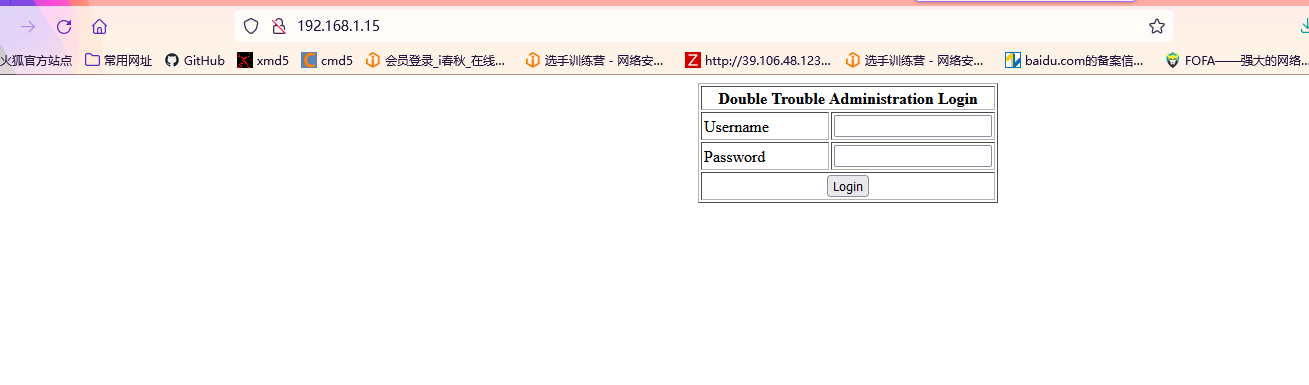 192.168.1.15
火狐官方站点 常用网址 GitHub xmd5 cmd5 会员登录_i春秋_在线... 选手训练营 - 网络安... http://39.106.48.123... 选手训练营 - 网络安... baidu.com的备案信... FOFA——强大的网络...
Double Trouble Administration Login
Username
Password
Login